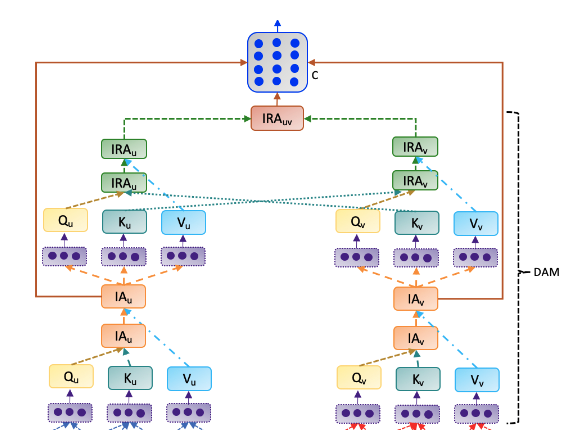 C
IRAuv
IRAu IRAv
IRAu IRAv
Qu Ku Vu Qv Kv Vv
DAM
IAu IAv
IAu IAv
Qu Ku Vu Qv Kv Vv